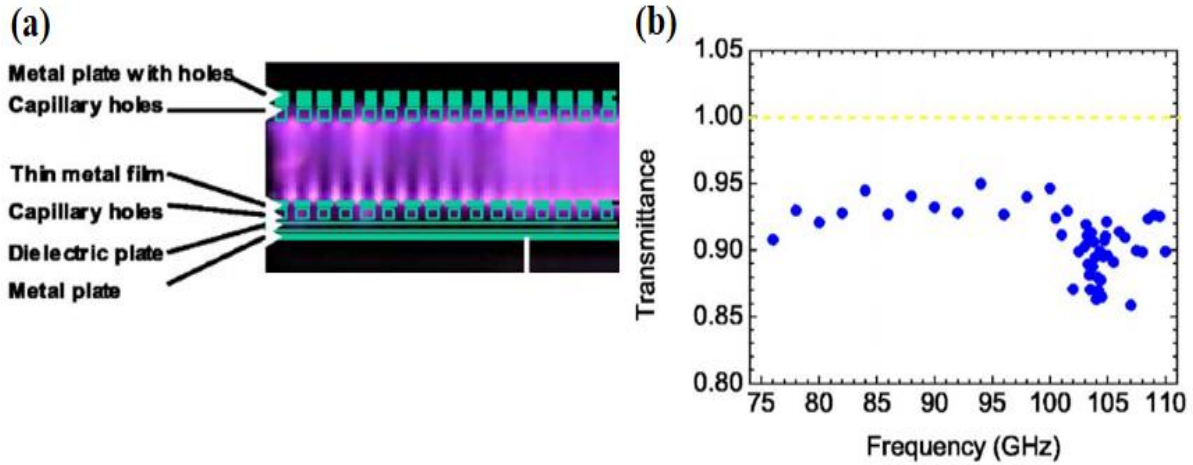 (a)
Metal plate with holes
Capillary holes
Thin metal film
Capillary holes
Dielectric plate
Metal plate
(b)
1.05
1.00
0.95
0.90
0.85
0.80
Transmittance
75 80 85 90 95 100 105 110
Frequency (GHz)